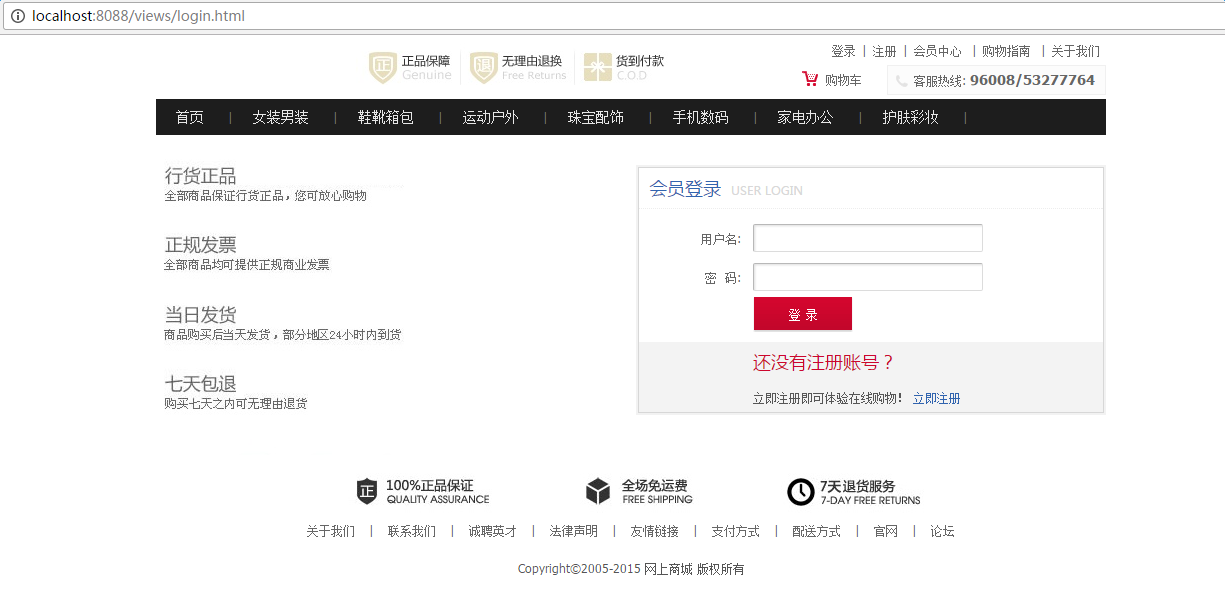 localhost:8088/views/login.html
登录 | 注册 | 会员中心 | 购物指南 | 关于我们
正品保障 无理由退换 货到付款
正 Genuine 退 Free Returns C.O.D
购物车 客服热线: 96008/53277764
首页 | 女装男装 | 鞋靴箱包 | 运动户外 | 珠宝配饰 | 手机数码 | 家电办公 | 护肤彩妆 |
行货正品
全部商品保证行货正品，您可放心购物
正规发票
全部商品均可提供正规商业发票
当日发货
商品购买后当天发货，部分地区24小时内到货
七天包退
购买七天之内可无理由退货
会员登录 USER LOGIN
用户名:
密 码:
登 录
还没有注册账号？
立即注册即可体验在线购物! 立即注册
正 100%正品保证 全场免运费 7天退货服务
QUALITY ASSURANCE FREE SHIPPING 7-DAY FREE RETURNS
关于我们 | 联系我们 | 诚聘英才 | 法律声明 | 友情链接 | 支付方式 | 配送方式 | 官网 | 论坛
Copyright©2005-2015 网上商城 版权所有